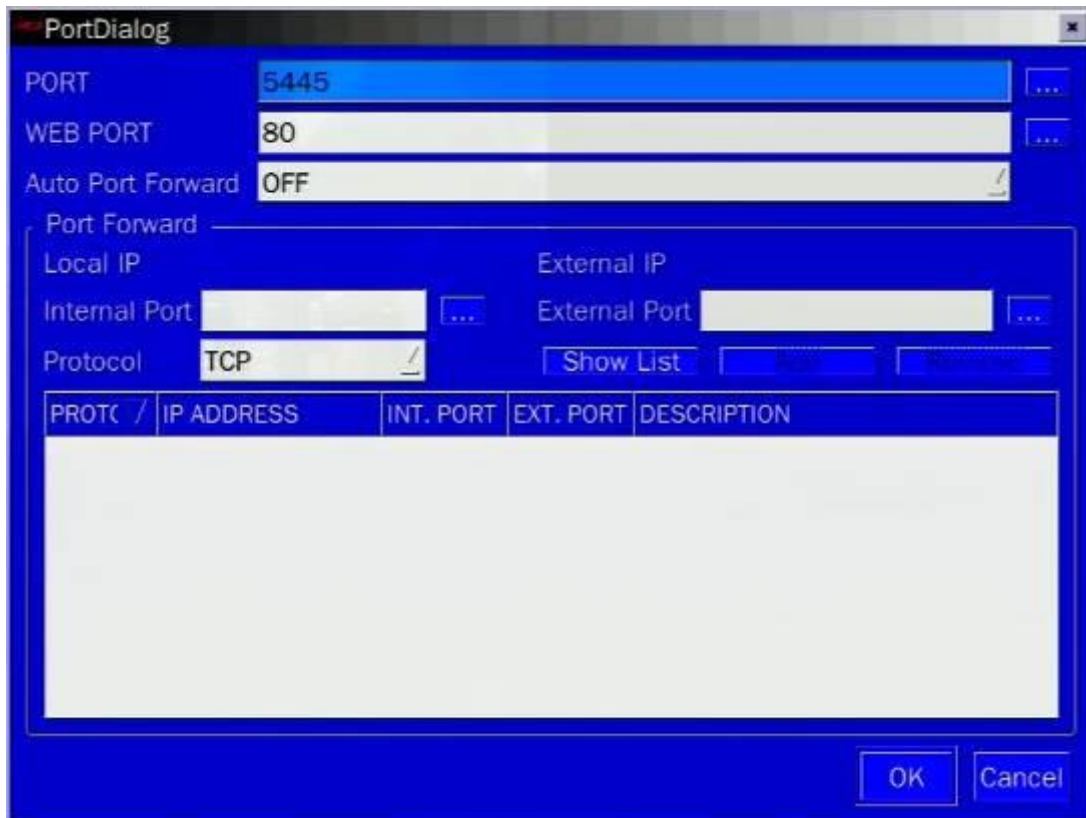 PortDialog
PORT 5445 ...
WEB PORT 80 ...
Auto Port Forward OFF
Port Forward
Local IP External IP
Internal Port ... External Port ...
Protocol TCP Show List
PROTO IP ADDRESS INT. PORT EXT. PORT DESCRIPTION
OK Cancel